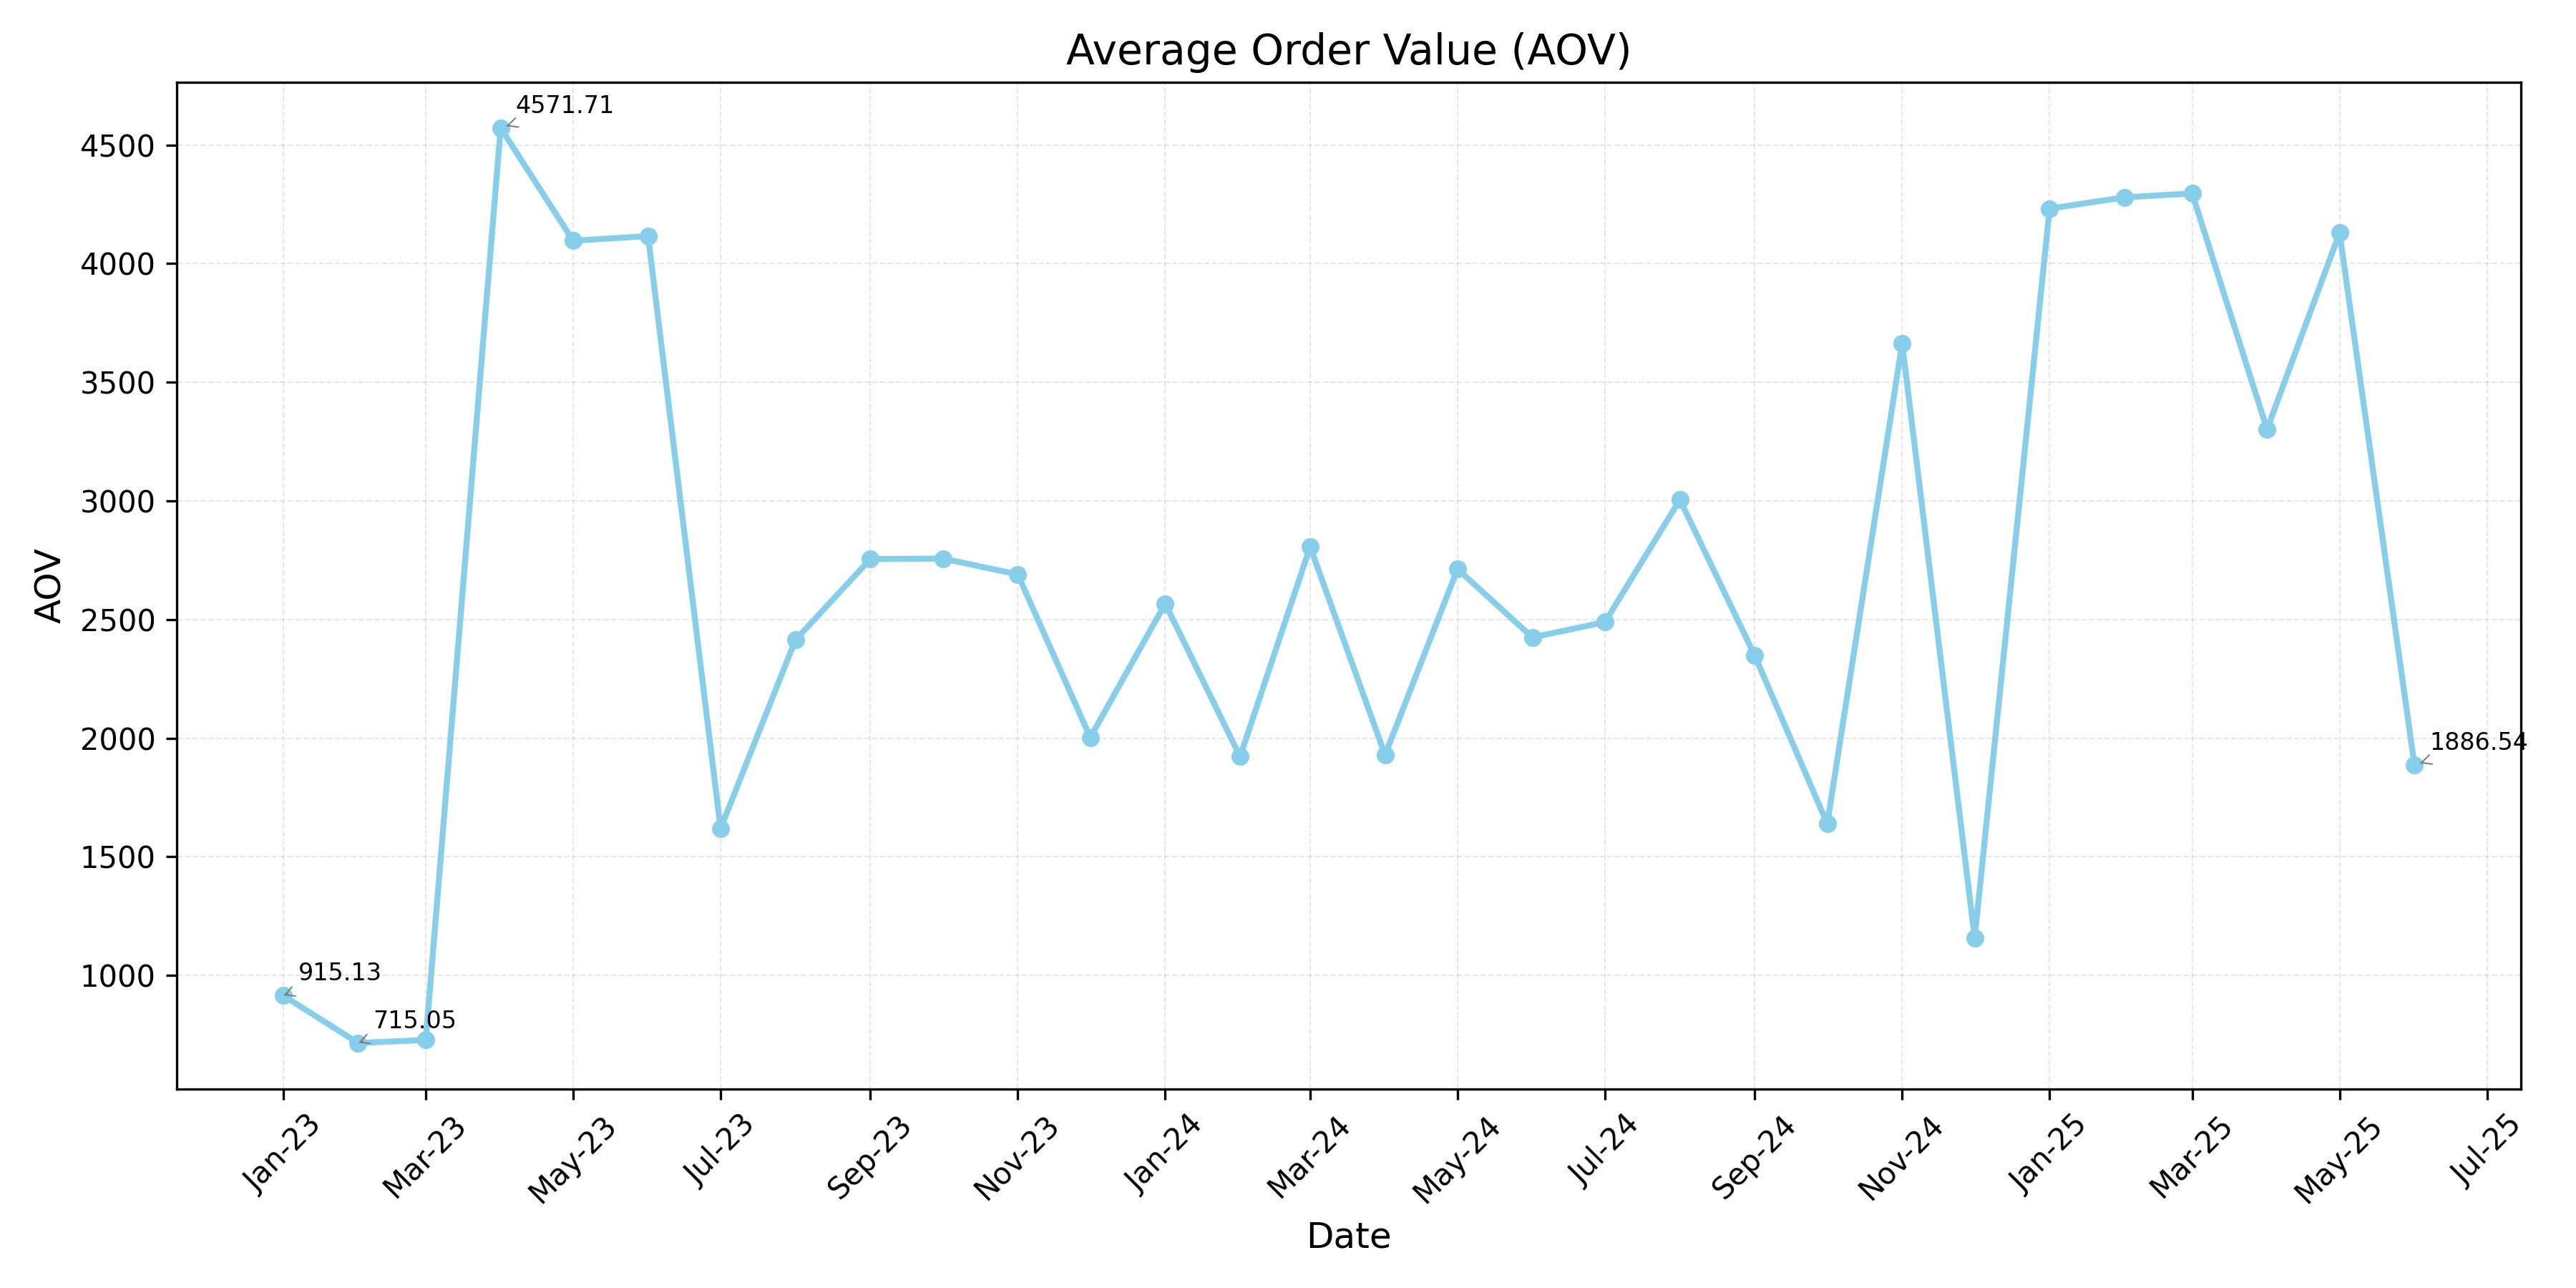 Average Order Value (AOV)
AOV
4500
4000
3500
3000
2500
2000
1500
1000
4571.71
915.13
715.05
1886.54
Jan-23
Mar-23
May-23
Jul-23
Sep-23
Nov-23
Jan-24
Mar-24
May-24
Jul-24
Sep-24
Nov-24
Jan-25
Mar-25
May-25
Jul-25
Date